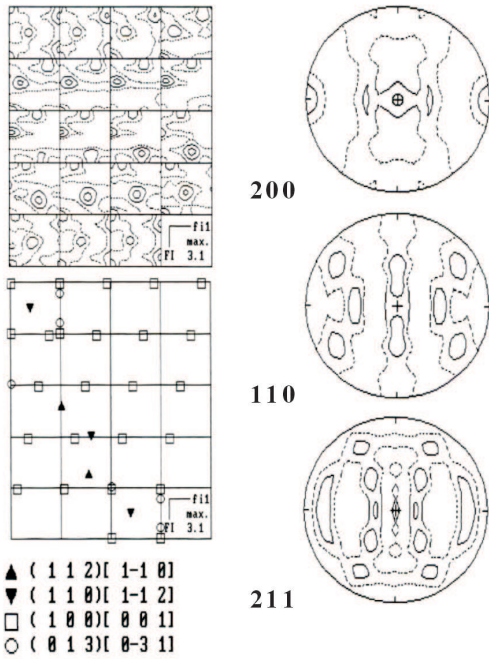 fi1
max.
FI 3.1
200
110
fi1
max.
FI 3.1
▲ ( 1 1 2)[ 1-1 0]
▼ ( 1 1 0)[ 1-1 2]
□ ( 1 0 0)[ 0 0 1]
○ ( 0 1 3)[ 0-3 1]
211